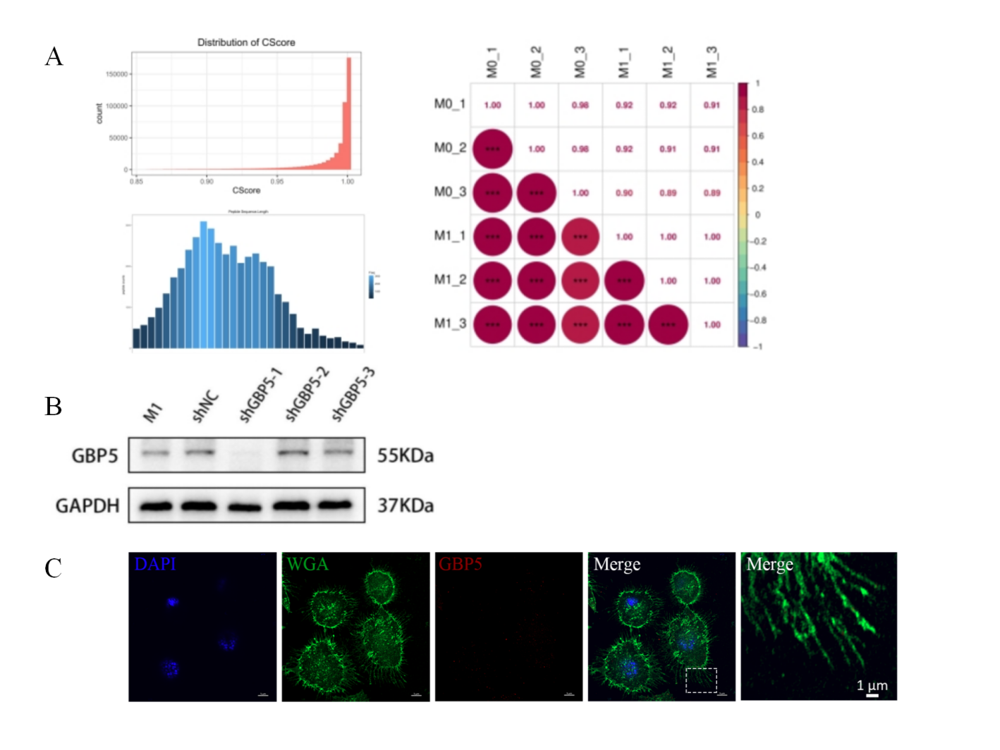 A
Distribution of CScore
count
150000
100000
50000
0
0.85 0.90 0.95 1.00
CScore
Peptide Sequence Length
M0_1 M0_2 M0_3 M1_1 M1_2 M1_3
M0_1 1.00 1.00 0.98 0.92 0.92 0.91
M0_2 *** 1.00 0.98 0.92 0.91 0.91
M0_3 *** *** 1.00 0.90 0.89 0.89
M1_1 *** *** *** 1.00 1.00 1.00
M1_2 *** *** *** *** 1.00 1.00
M1_3 *** *** *** *** *** 1.00
1
0.8
0.6
0.4
0.2
0
-0.2
-0.4
-0.6
-0.8
-1
B
M1 shNC shGBP5-1 shGBP5-2 shGBP5-3
GBP5 55KDa
GAPDH 37KDa
C
DAPI WGA GBP5 Merge Merge
1 μm